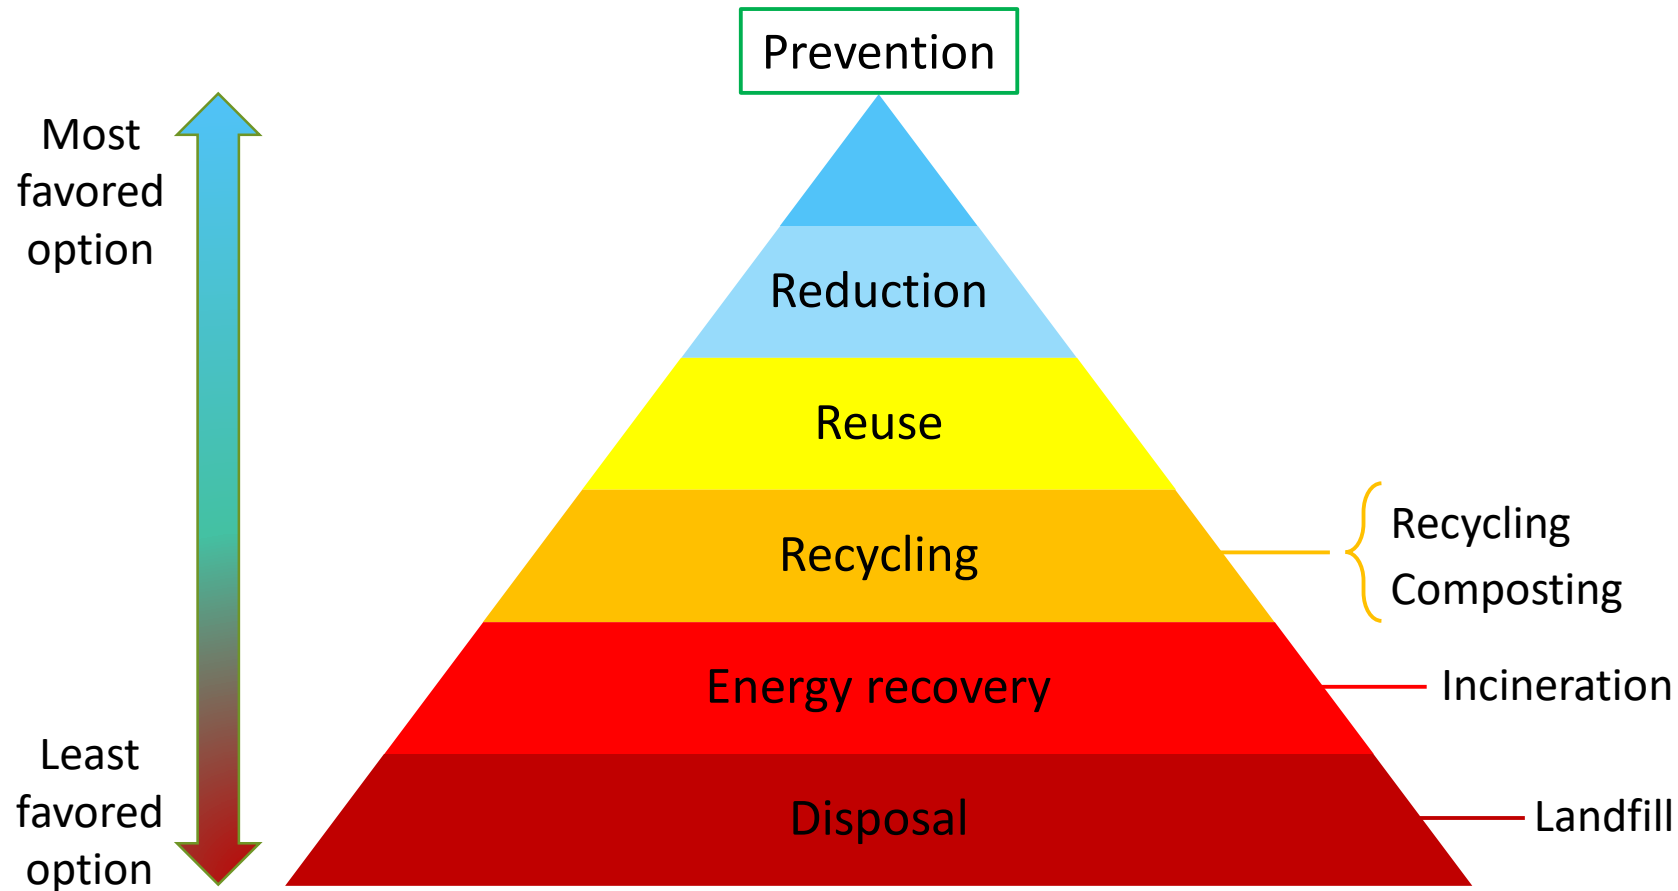 Prevention
Most
favored
option
Reduction
Reuse
Recycling
Recycling
Composting
Energy recovery
Incineration
Least
favored
option
Disposal
Landfill